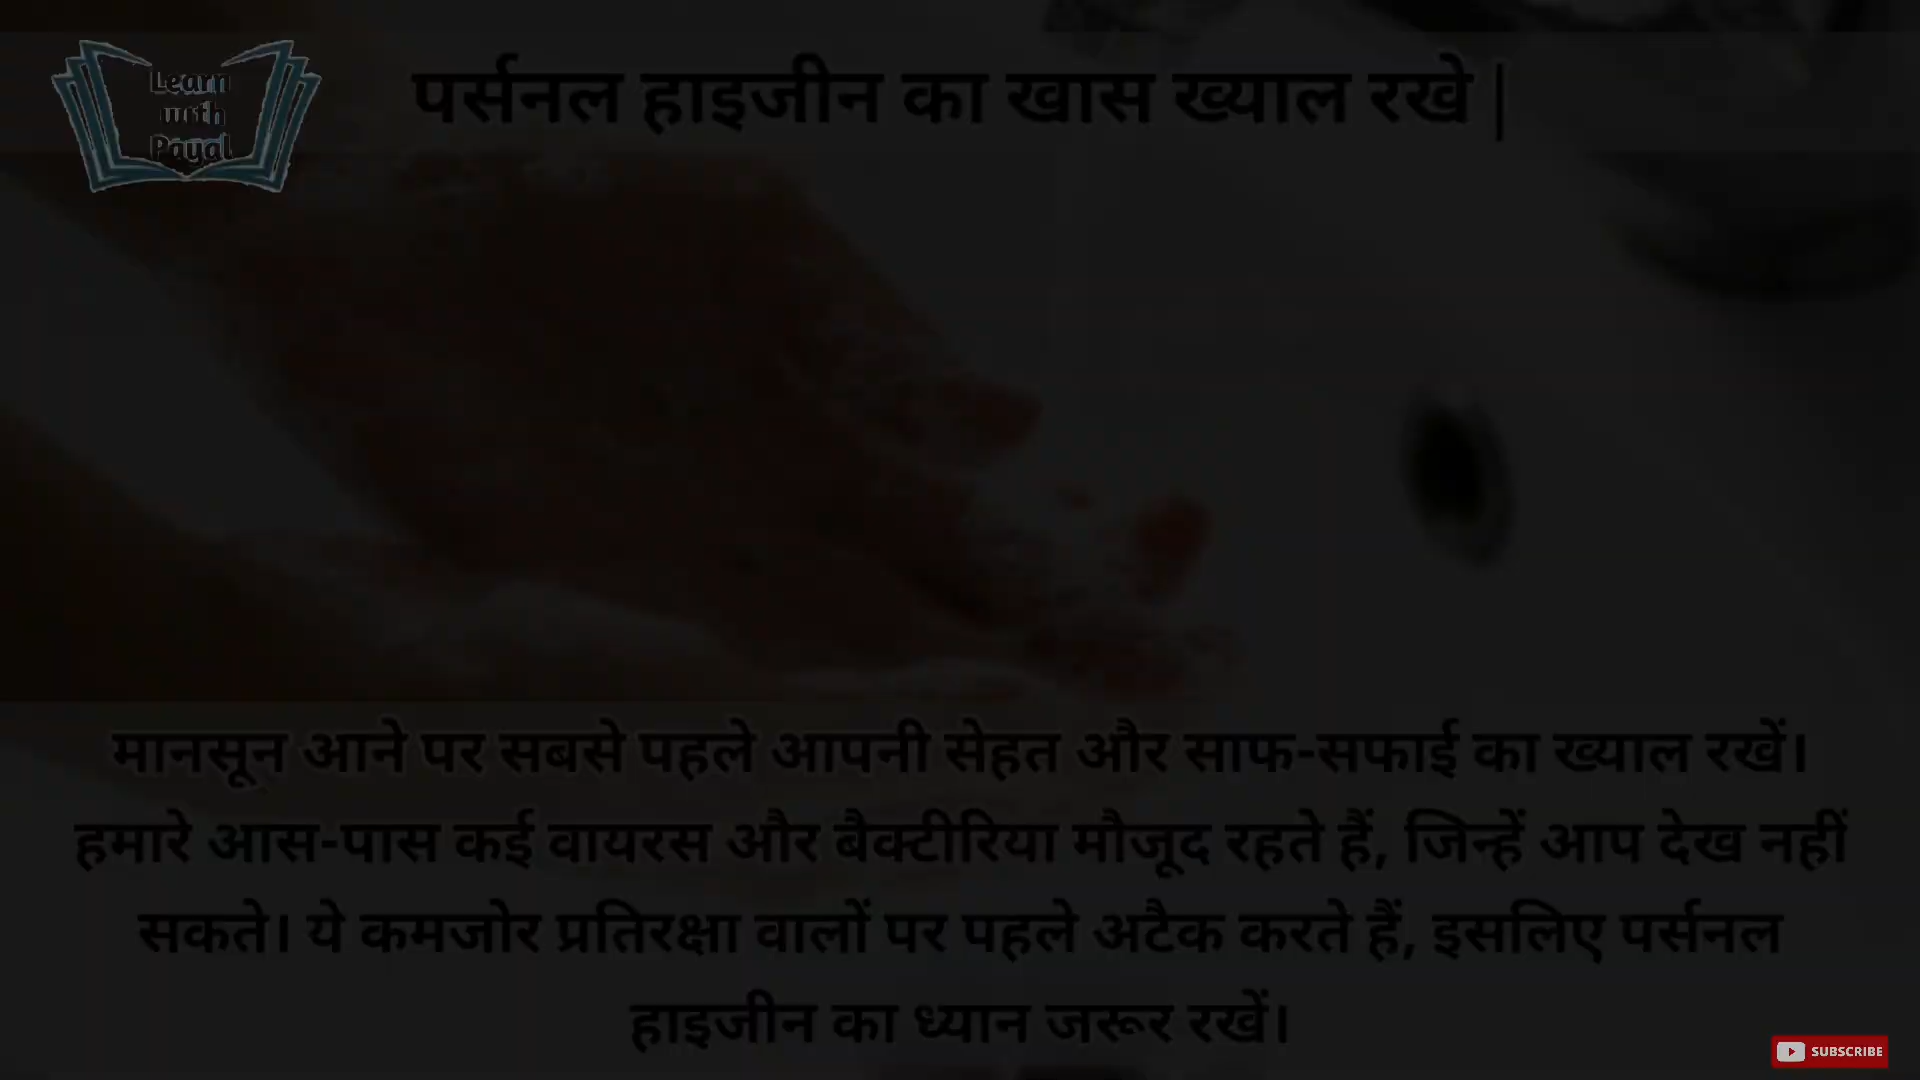 Learn
with
Payal
पर्सनल हाइजीन का खास ख्याल रखे |
मानसून आने पर सबसे पहले आपनी सेहत और साफ-सफाई का ख्याल रखें।
हमारे आस-पास कई वायरस और बैक्टीरिया मौजूद रहते हैं, जिन्हें आप देख नहीं
सकते। ये कमजोर प्रतिरक्षा वालों पर पहले अटैक करते हैं, इसलिए पर्सनल
हाइजीन का ध्यान जरूर रखें।
SUBSCRIBE